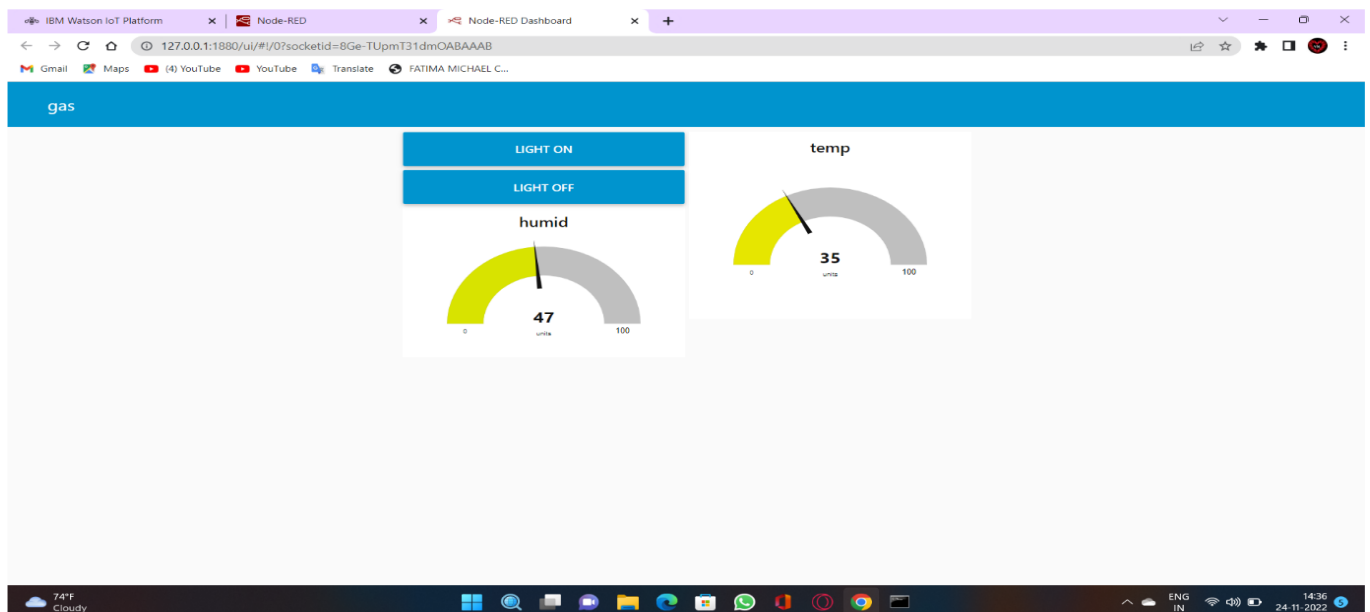 IBM Watson IoT Platform
Node-RED
Node-RED Dashboard
127.0.0.1:1880/ui/#!/0?socketid=8Ge-TUpmT31dmOABAAAB
Gmail
Maps
(4) YouTube
YouTube
Translate
FATIMA MICHAEL C...
gas
LIGHT ON
LIGHT OFF
humid
47
units
0
100
temp
35
units
0
100
74°F
Cloudy
ENG
IN
14:36
24-11-2022
5